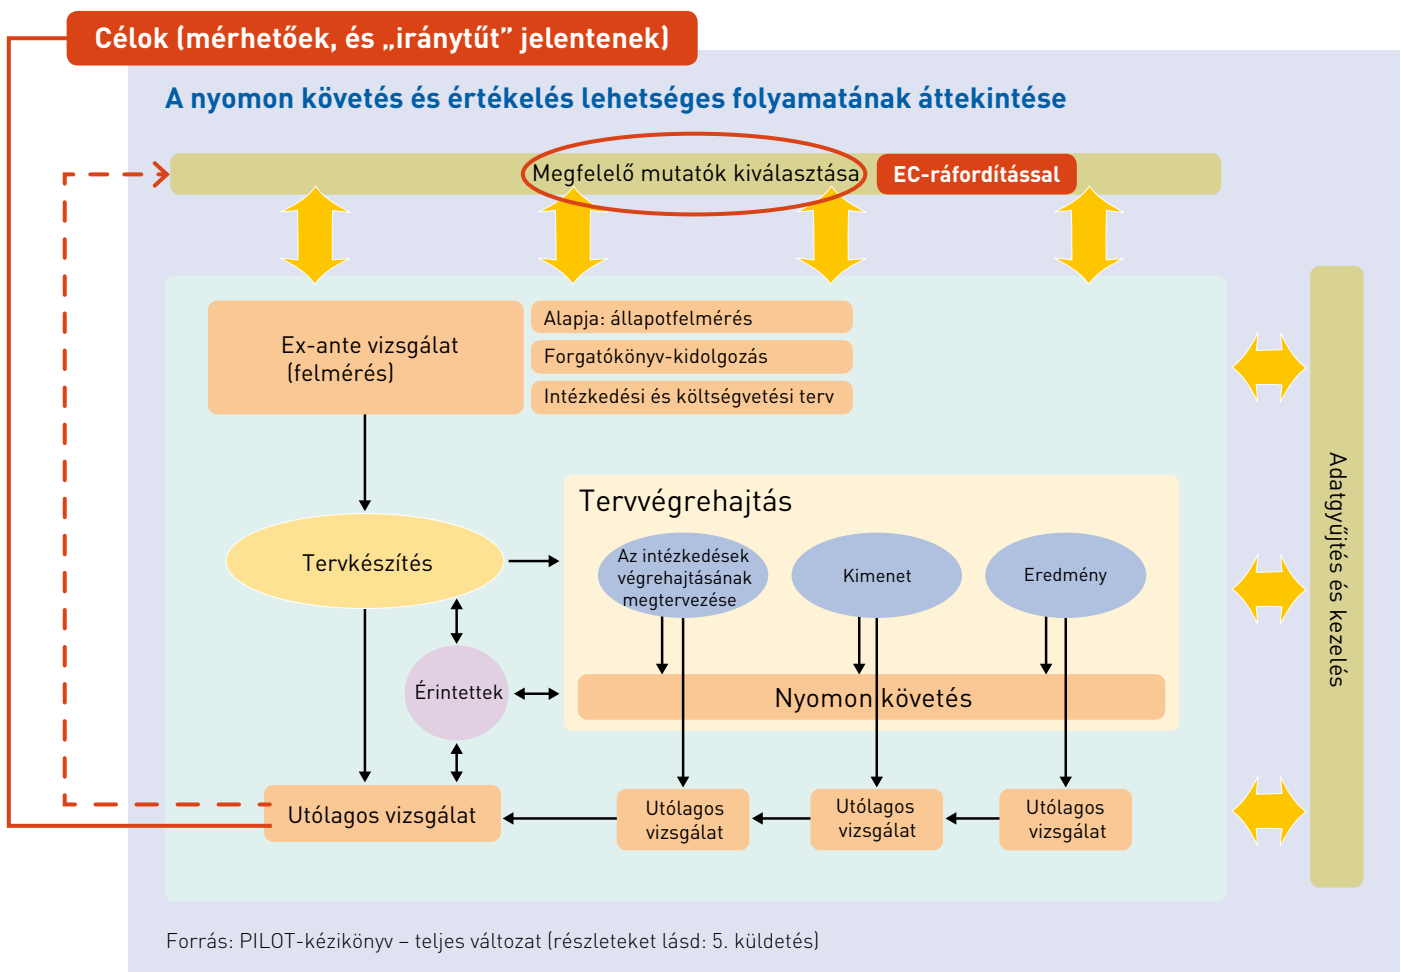 Célok (mérhetőek, és „iránytűt” jelentenek)
A nyomon követés és értékelés lehetséges folyamatának áttekintése
Megfelelő mutatók kiválasztása
EC-ráfordítással
Ex-ante vizsgálat
(felmérés)
Alapja: állapotfelmérés
Forgatókönyv-kidolgozás
Intézkedési és költségvetési terv
Adatgyűjtés és kezelés
Tervvégrehajtás
Tervkészítés
Az intézkedések
végrehajtásának
megtervezése
Kimenet
Eredmény
Érintettek
Nyomon követés
Utólagos vizsgálat
Utólagos
vizsgálat
Utólagos
vizsgálat
Utólagos
vizsgálat
Forrás: PILOT-kézikönyv – teljes változat (részleteket lásd: 5. küldetés)